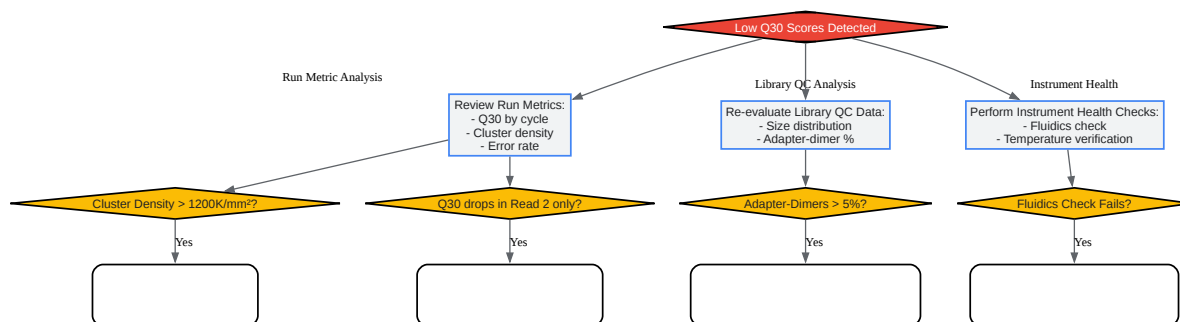 Low Q30 Scores Detected
Run Metric Analysis
Library QC Analysis
Instrument Health
Review Run Metrics:
- Q30 by cycle
- Cluster density
- Error rate
Re-evaluate Library QC Data:
- Size distribution
- Adapter-dimer %
Perform Instrument Health Checks:
- Fluidics check
- Temperature verification
Cluster Density > 1200K/mm²?
Q30 drops in Read 2 only?
Adapter-Dimers > 5%?
Fluidics Check Fails?
Yes
Yes
Yes
Yes